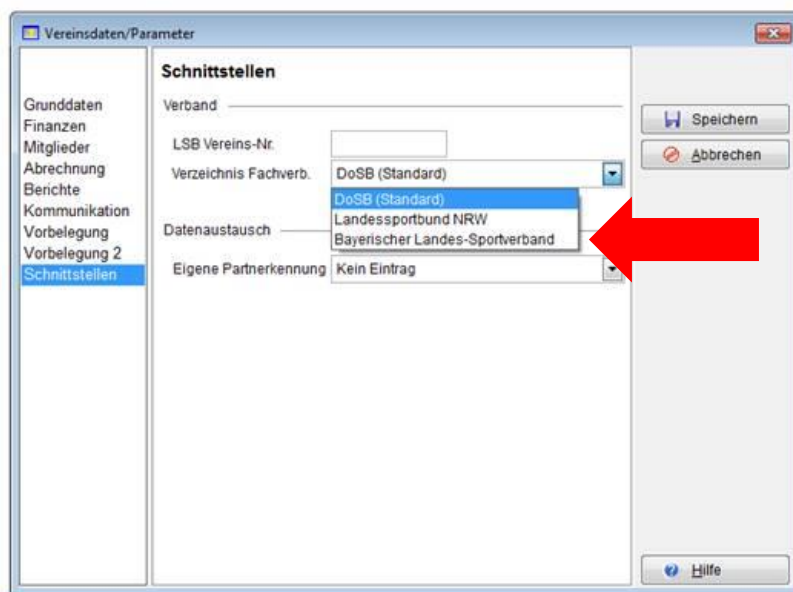 Vereinsdaten/Parameter
Grunddaten
Finanzen
Mitglieder
Abrechnung
Berichte
Kommunikation
Vorbelegung
Vorbelegung 2
Schnittstellen
Schnittstellen
Verband
LSB Vereins-Nr.
Verzeichnis Fachverb. DoSB (Standard)
DoSB (Standard)
Landessportbund NRW
Bayerischer Landes-Sportverband
Datenaustausch
Eigene Partnerkennung Kein Eintrag
Speichern
Abbrechen
Hilfe